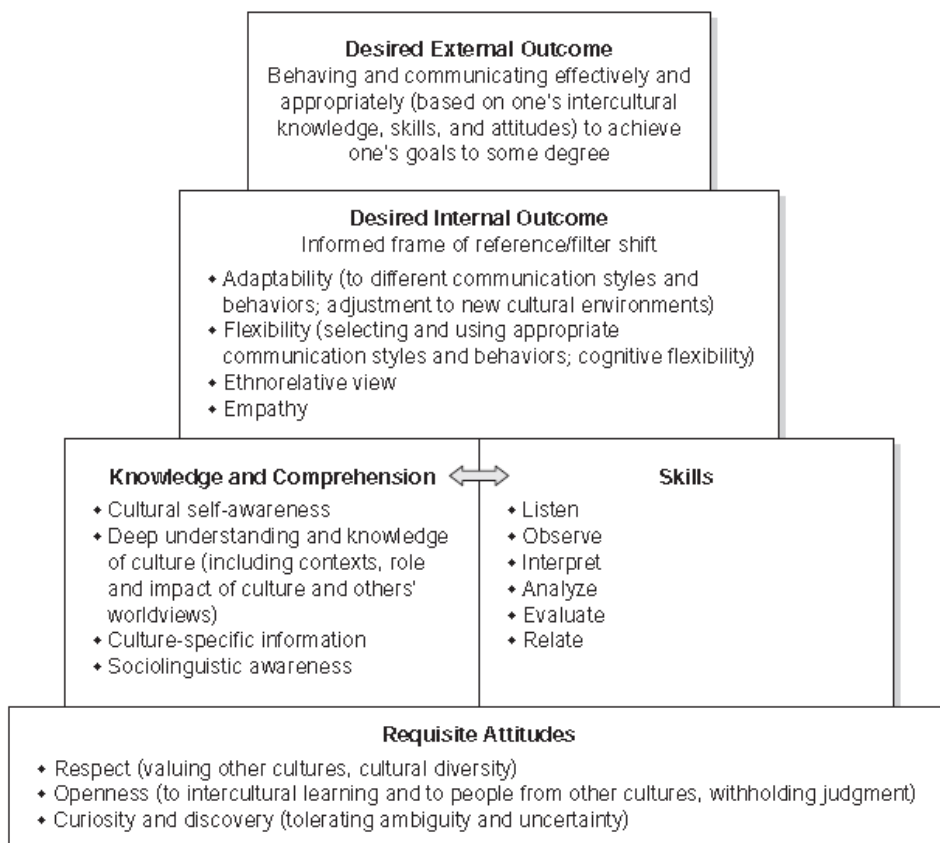 Desired External Outcome
Behaving and communicating effectively and
appropriately (based on one's intercultural
knowledge, skills, and attitudes) to achieve
one's goals to some degree
Desired Internal Outcome
Informed frame of reference/filter shift
◆ Adaptability (to different communication styles and
behaviors; adjustment to new cultural environments)
◆ Flexibility (selecting and using appropriate
communication styles and behaviors; cognitive flexibility)
◆ Ethnorelative view
◆ Empathy
Knowledge and Comprehension
◆ Cultural self-awareness
◆ Deep understanding and knowledge
of culture (including contexts, role
and impact of culture and others'
worldviews)
◆ Culture-specific information
◆ Sociolinguistic awareness
Skills
◆ Listen
◆ Observe
◆ Interpret
◆ Analyze
◆ Evaluate
◆ Relate
Requisite Attitudes
◆ Respect (valuing other cultures, cultural diversity)
◆ Openness (to intercultural learning and to people from other cultures, withholding judgment)
◆ Curiosity and discovery (tolerating ambiguity and uncertainty)